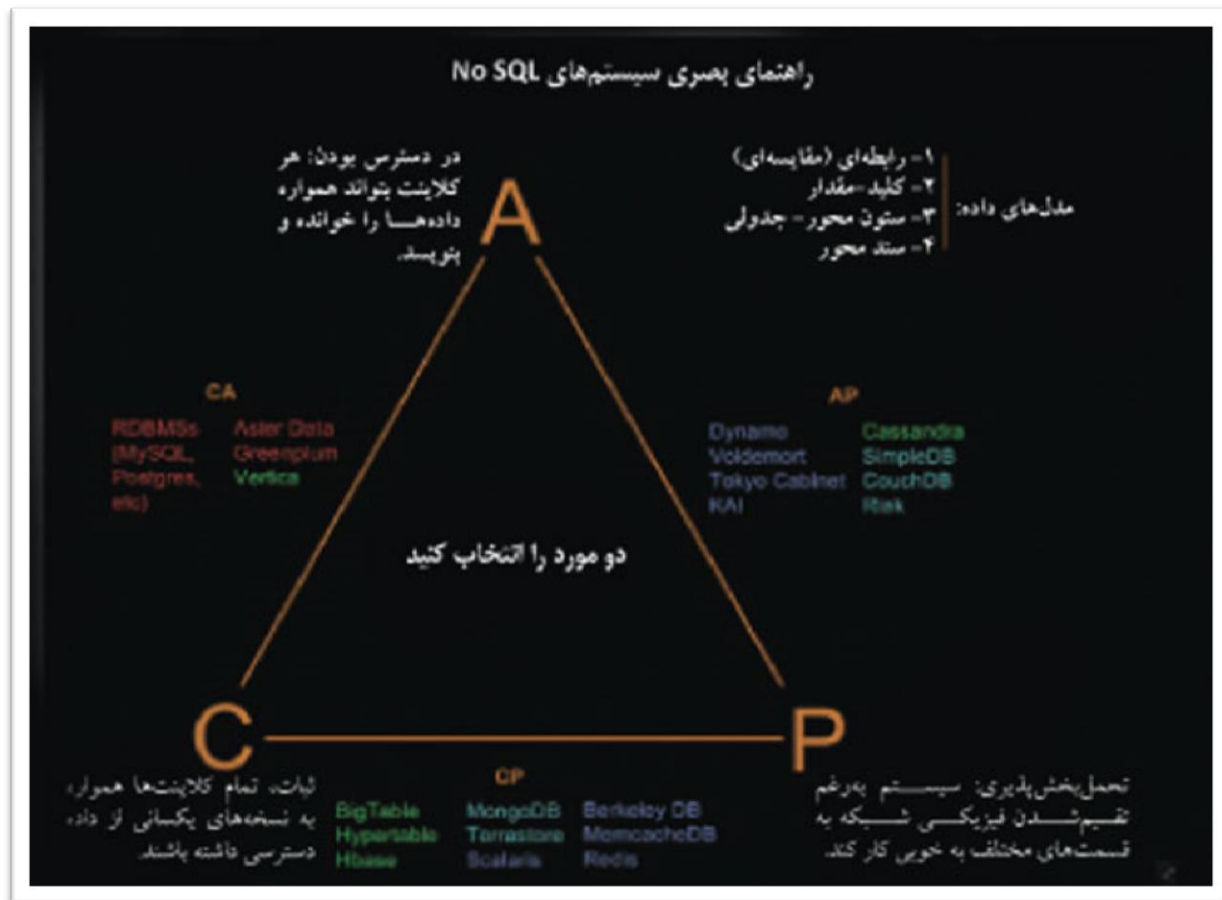 راهنمای بصری سیستم‌های No SQL
مدل‌های داده:
۱- رابطه‌ای (مقایسه‌ای)
۲- کلید-مقدار
۳- ستون محور- جدولی
۴- سند محور
در دسترس بودن: هر
کلاینت بتواند همواره
داده‌هـــا را خوانده و
بنویسد.
A
CA
RDBMSs
(MySQL,
Postgres,
etc)
Aster Data
Greenplum
Vertica
AP
Dynamo
Voldemort
Tokyo Cabinet
KAI
Cassandra
SimpleDB
CouchDB
Riak
دو مورد را انتخاب کنید
C
P
ثبات، تمام کلاینت‌ها همواره
به نسخه‌های یکسانی از داده
دسترسی داشته باشند.
CP
BigTable
Hypertable
Hbase
MongoDB
Terrastore
Scalaris
Berkeley DB
MemcacheDB
Redis
تحمل‌بخش‌پذیری: سیســـتم به‌رغم
تقسیم‌شـــدن فیزیکـــی شـــبکه به
قسمت‌های مختلف به خوبی کار کند.